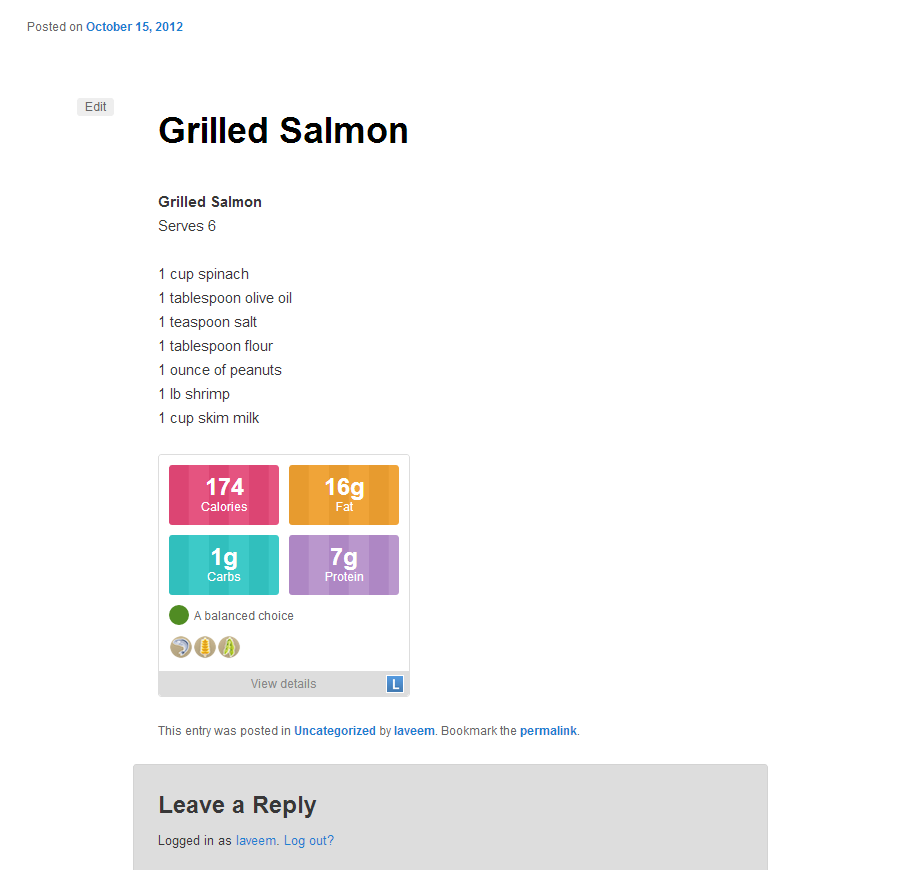 Posted on October 15, 2012
Edit
Grilled Salmon
Grilled Salmon
Serves 6
1 cup spinach
1 tablespoon olive oil
1 teaspoon salt
1 tablespoon flour
1 ounce of peanuts
1 lb shrimp
1 cup skim milk
174
Calories
16g
Fat
1g
Carbs
7g
Protein
A balanced choice
View details
L
This entry was posted in Uncategorized by laveem. Bookmark the permalink.
Leave a Reply
Logged in as laveem. Log out?